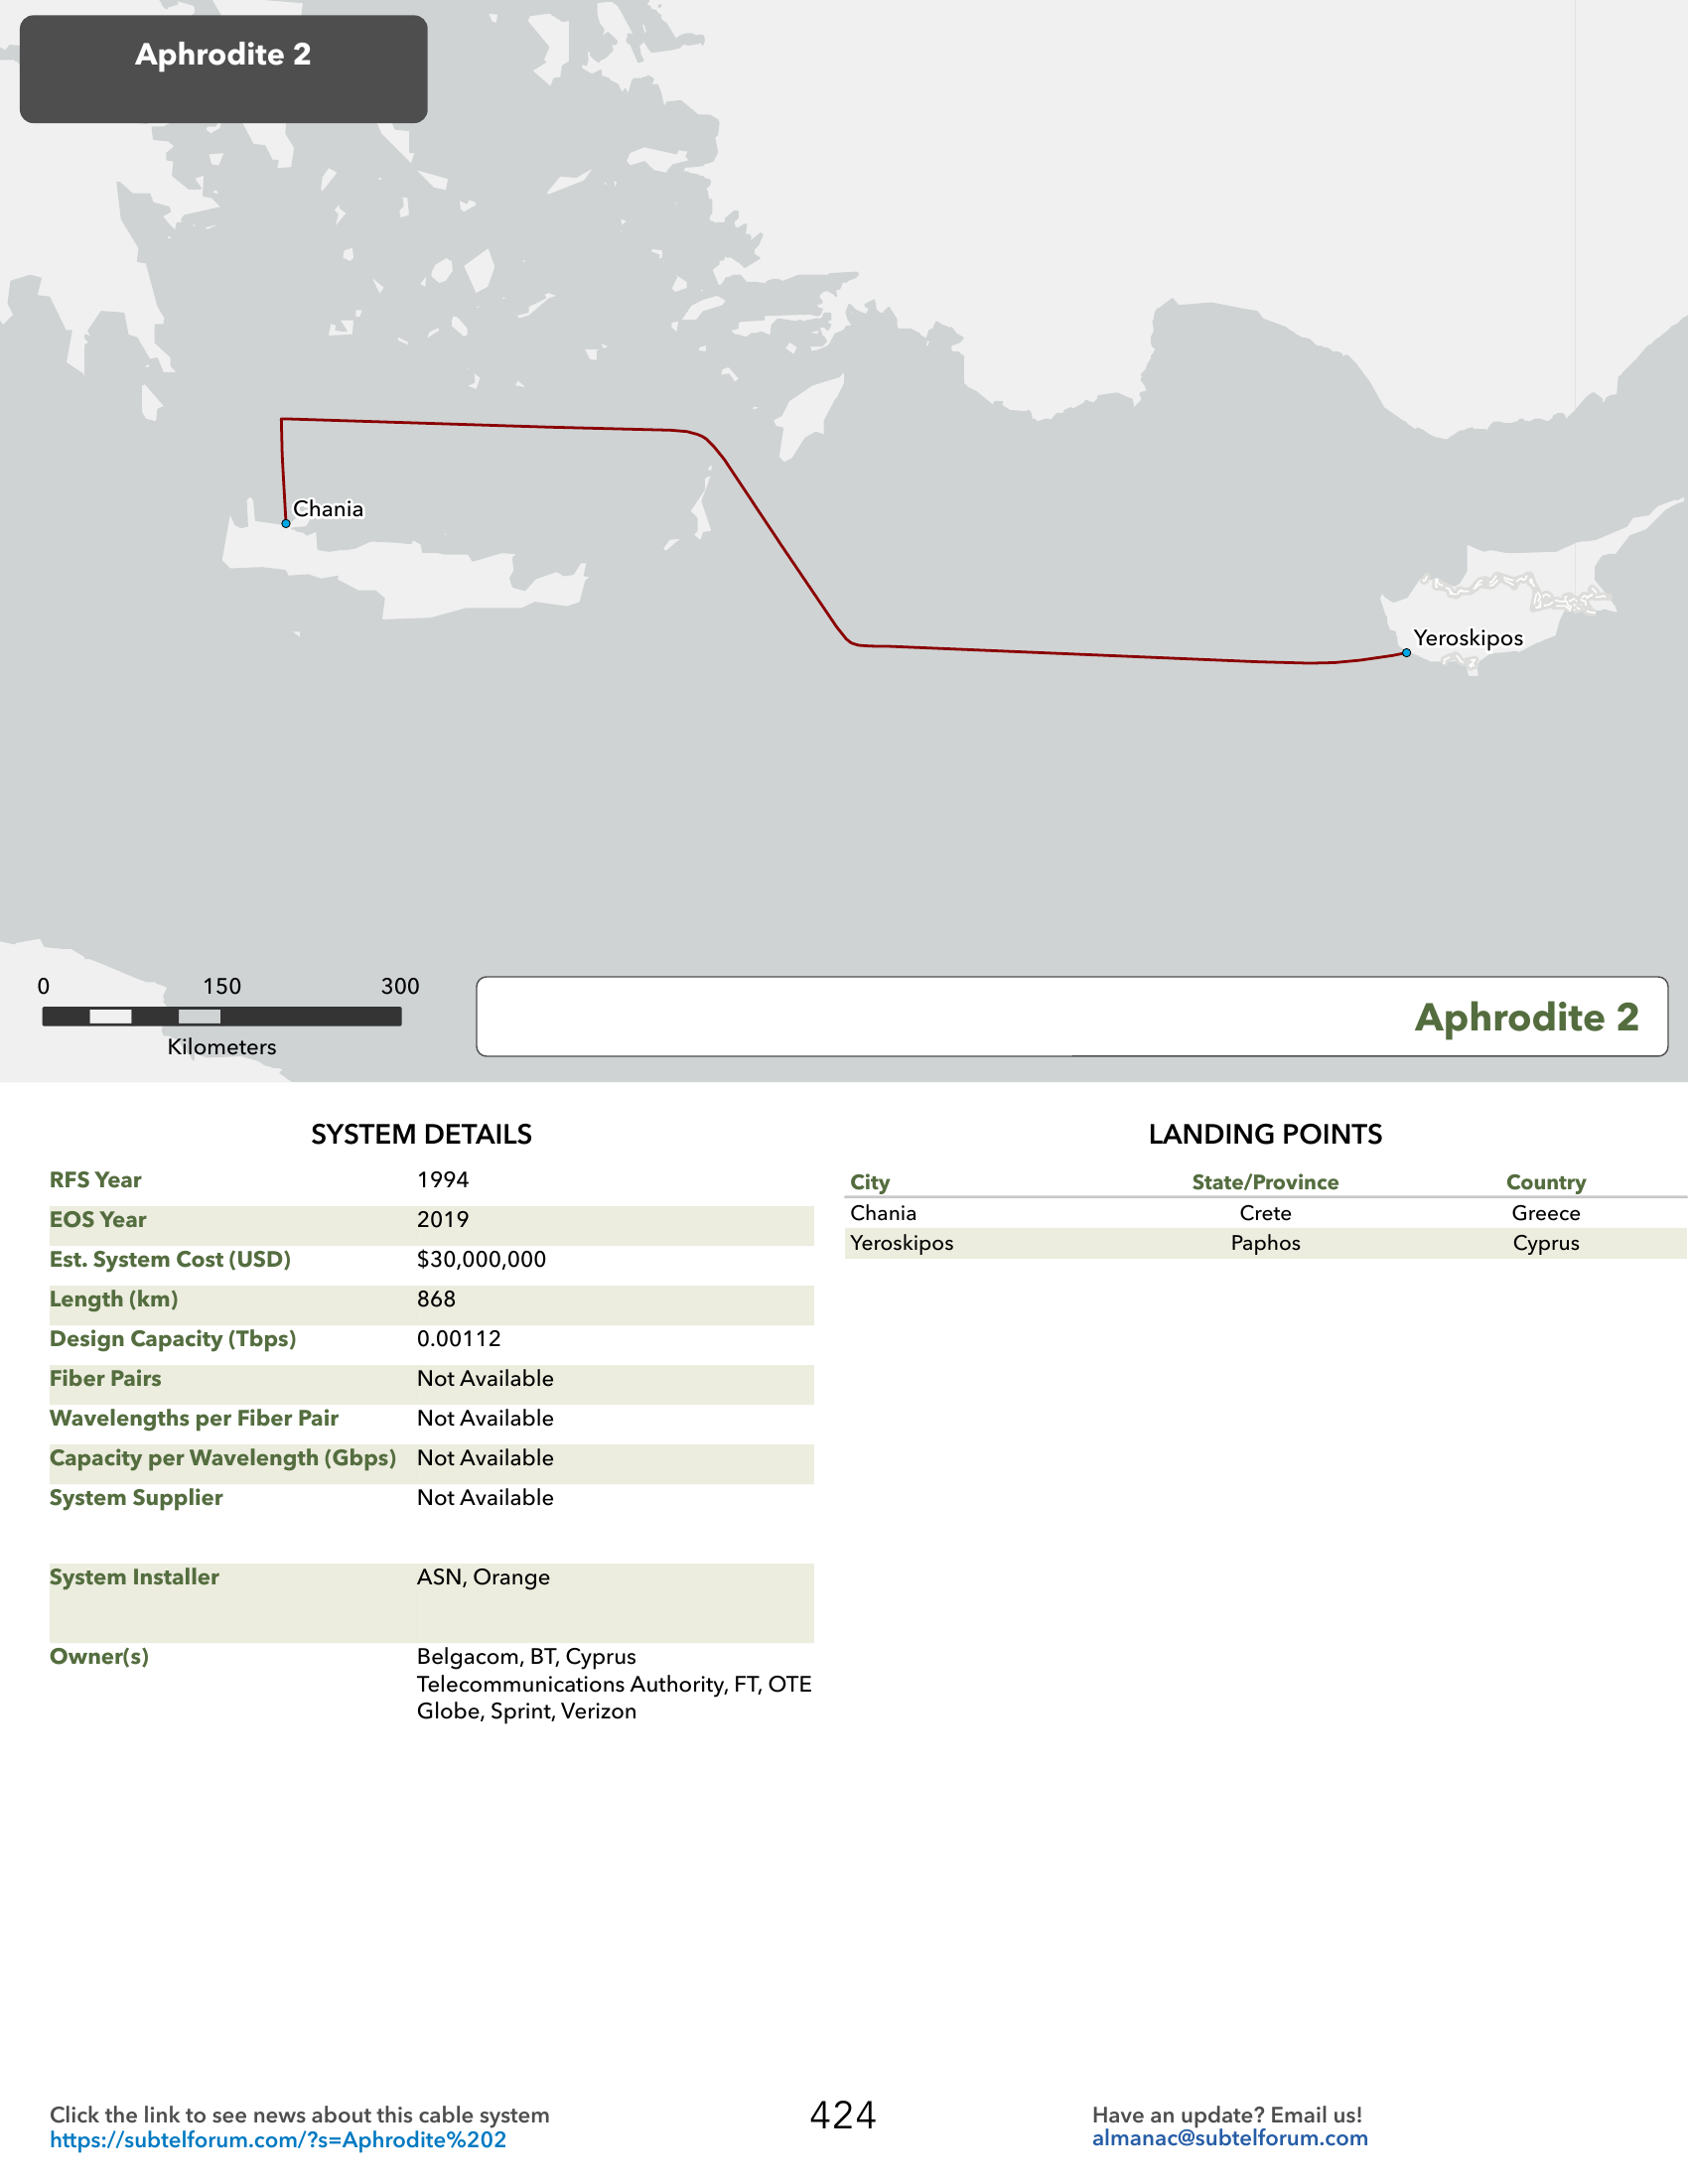 Aphrodite 2
Chania
Yeroskipos
0 150 300
Kilometers
Aphrodite 2
SYSTEM DETAILS
RFS Year 1994
EOS Year 2019
Est. System Cost (USD) $30,000,000
Length (km) 868
Design Capacity (Tbps) 0.00112
Fiber Pairs Not Available
Wavelengths per Fiber Pair Not Available
Capacity per Wavelength (Gbps) Not Available
System Supplier Not Available
System Installer ASN, Orange
Owner(s) Belgacom, BT, Cyprus
Telecommunications Authority, FT, OTE
Globe, Sprint, Verizon
LANDING POINTS
City State/Province Country
Chania Crete Greece
Yeroskipos Paphos Cyprus
Click the link to see news about this cable system
https://subtelforum.com/?s=Aphrodite%202
424
Have an update? Email us!
almanac@subtelforum.com